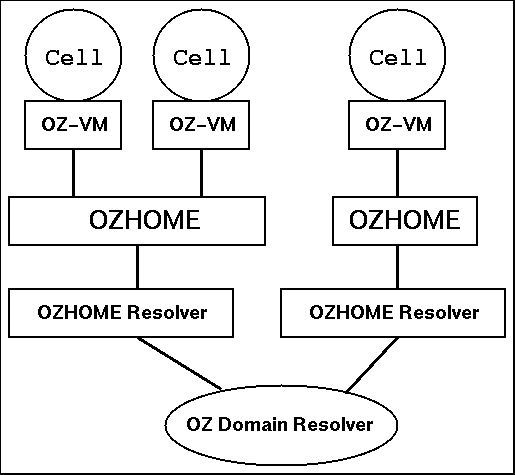 Cell
Cell
Cell
OZ-VM
OZ-VM
OZ-VM
OZHOME
OZHOME
OZHOME Resolver
OZHOME Resolver
OZ Domain Resolver